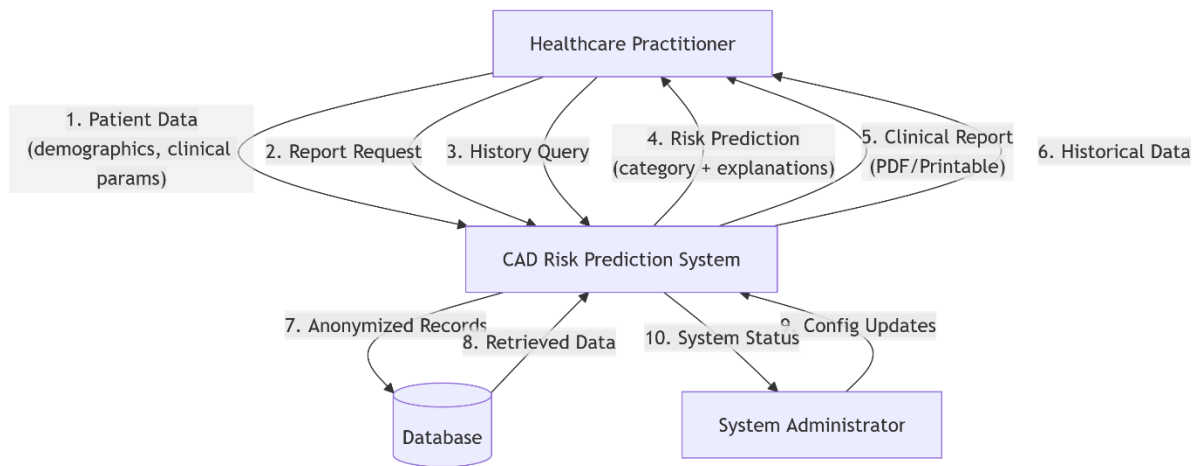 Healthcare Practitioner
1. Patient Data
(demographics, clinical
params)
2. Report Request
3. History Query
4. Risk Prediction
(category + explanations)
5. Clinical Report
(PDF/Printable)
6. Historical Data
CAD Risk Prediction System
7. Anonymized Records
8. Retrieved Data
10. System Status
9. Config Updates
Database
System Administrator